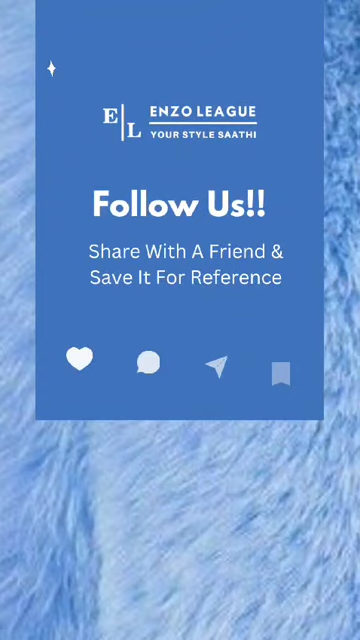 E L
ENZO LEAGUE
YOUR STYLE SAATHI
Follow Us!!
Share With A Friend &
Save It For Reference